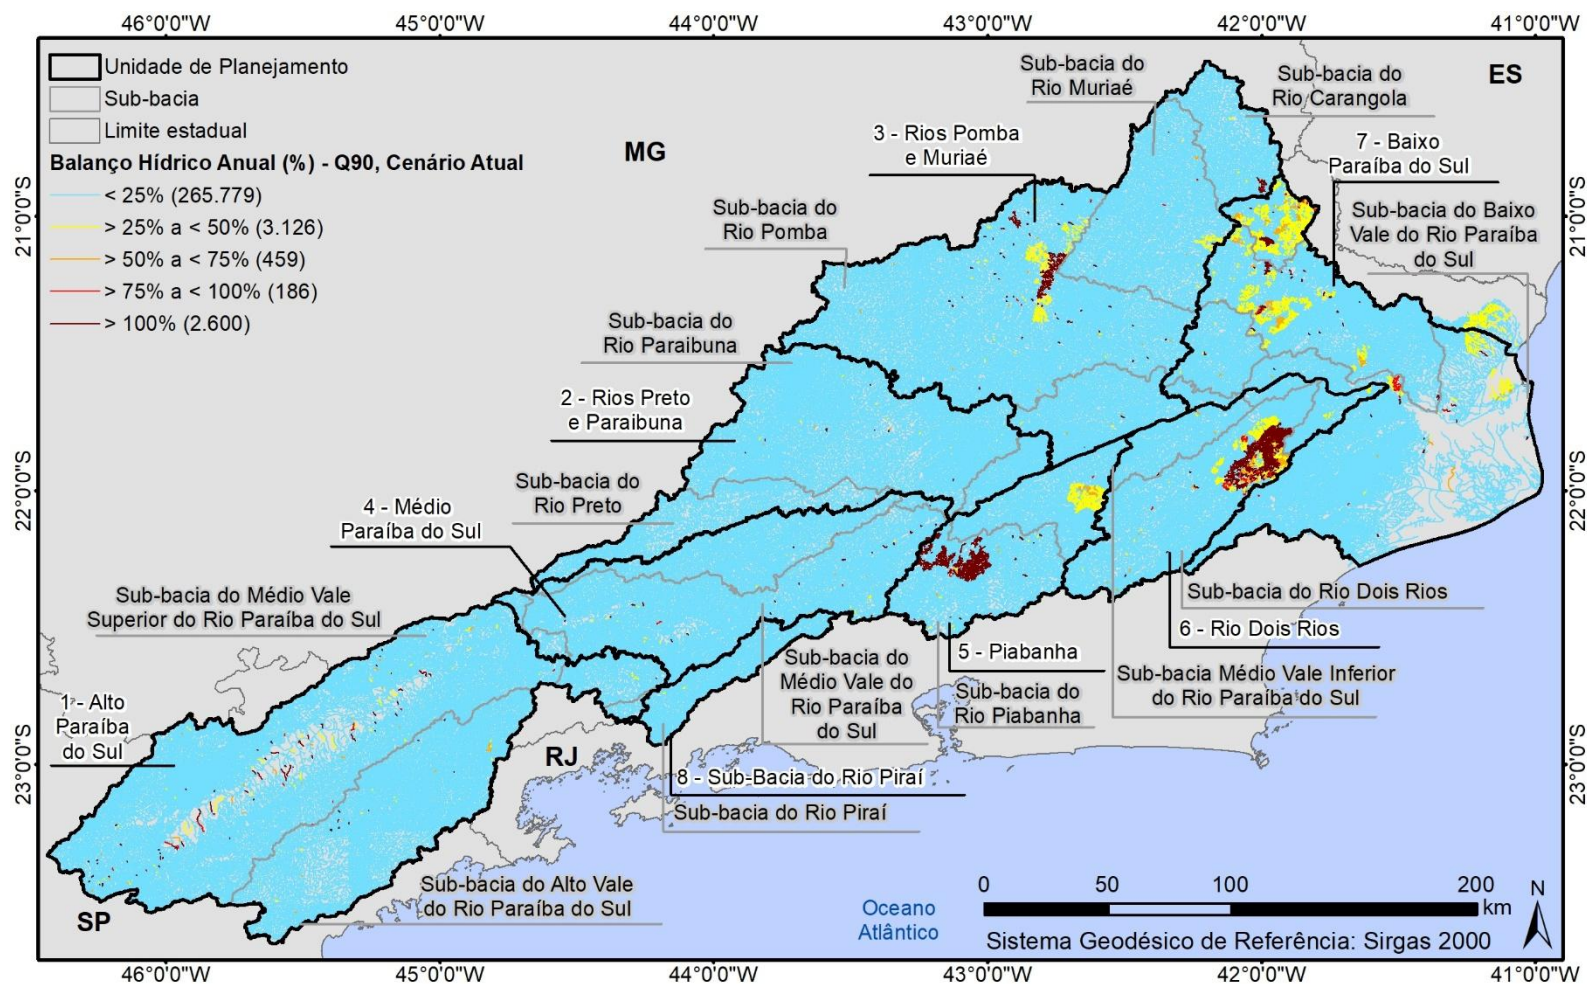 46°0'0"W 45°0'0"W 44°0'0"W 43°0'0"W 42°0'0"W 41°0'0"W
Unidade de Planejamento
Sub-bacia
Limite estadual
Balanço Hídrico Anual (%) - Q90, Cenário Atual
< 25% (265.779)
> 25% a < 50% (3.126)
> 50% a < 75% (459)
> 75% a < 100% (186)
> 100% (2.600)
MG
ES
Sub-bacia do
Rio Muriaé
Sub-bacia do
Rio Carangola
3 - Rios Pomba
e Muriaé
7 - Baixo
Paraíba do Sul
Sub-bacia do
Rio Pomba
Sub-bacia do Baixo
Vale do Rio Paraíba
do Sul
21°0'0"S
21°0'0"S
Sub-bacia do
Rio Paraibuna
2 - Rios Preto
e Paraibuna
Sub-bacia do
Rio Preto
22°0'0"S
22°0'0"S
4 - Médio
Paraíba do Sul
Sub-bacia do Médio Vale
Superior do Rio Paraíba do Sul
Sub-bacia do Rio Dois Rios
6 - Rio Dois Rios
5 - Piabanha
Sub-bacia do
Médio Vale do
Rio Paraíba
do Sul
Sub-bacia do
Rio Piabanha
Sub-bacia Médio Vale Inferior
do Rio Paraíba do Sul
1 - Alto
Paraíba
do Sul
23°0'0"S
23°0'0"S
RJ
8 - Sub-Bacia do Rio Piraí
Sub-bacia do Rio Piraí
Sub-bacia do Alto Vale
do Rio Paraíba do Sul
SP
Oceano
Atlântico
0 50 100 200
km
N
Sistema Geodésico de Referência: Sirgas 2000
46°0'0"W 45°0'0"W 44°0'0"W 43°0'0"W 42°0'0"W 41°0'0"W